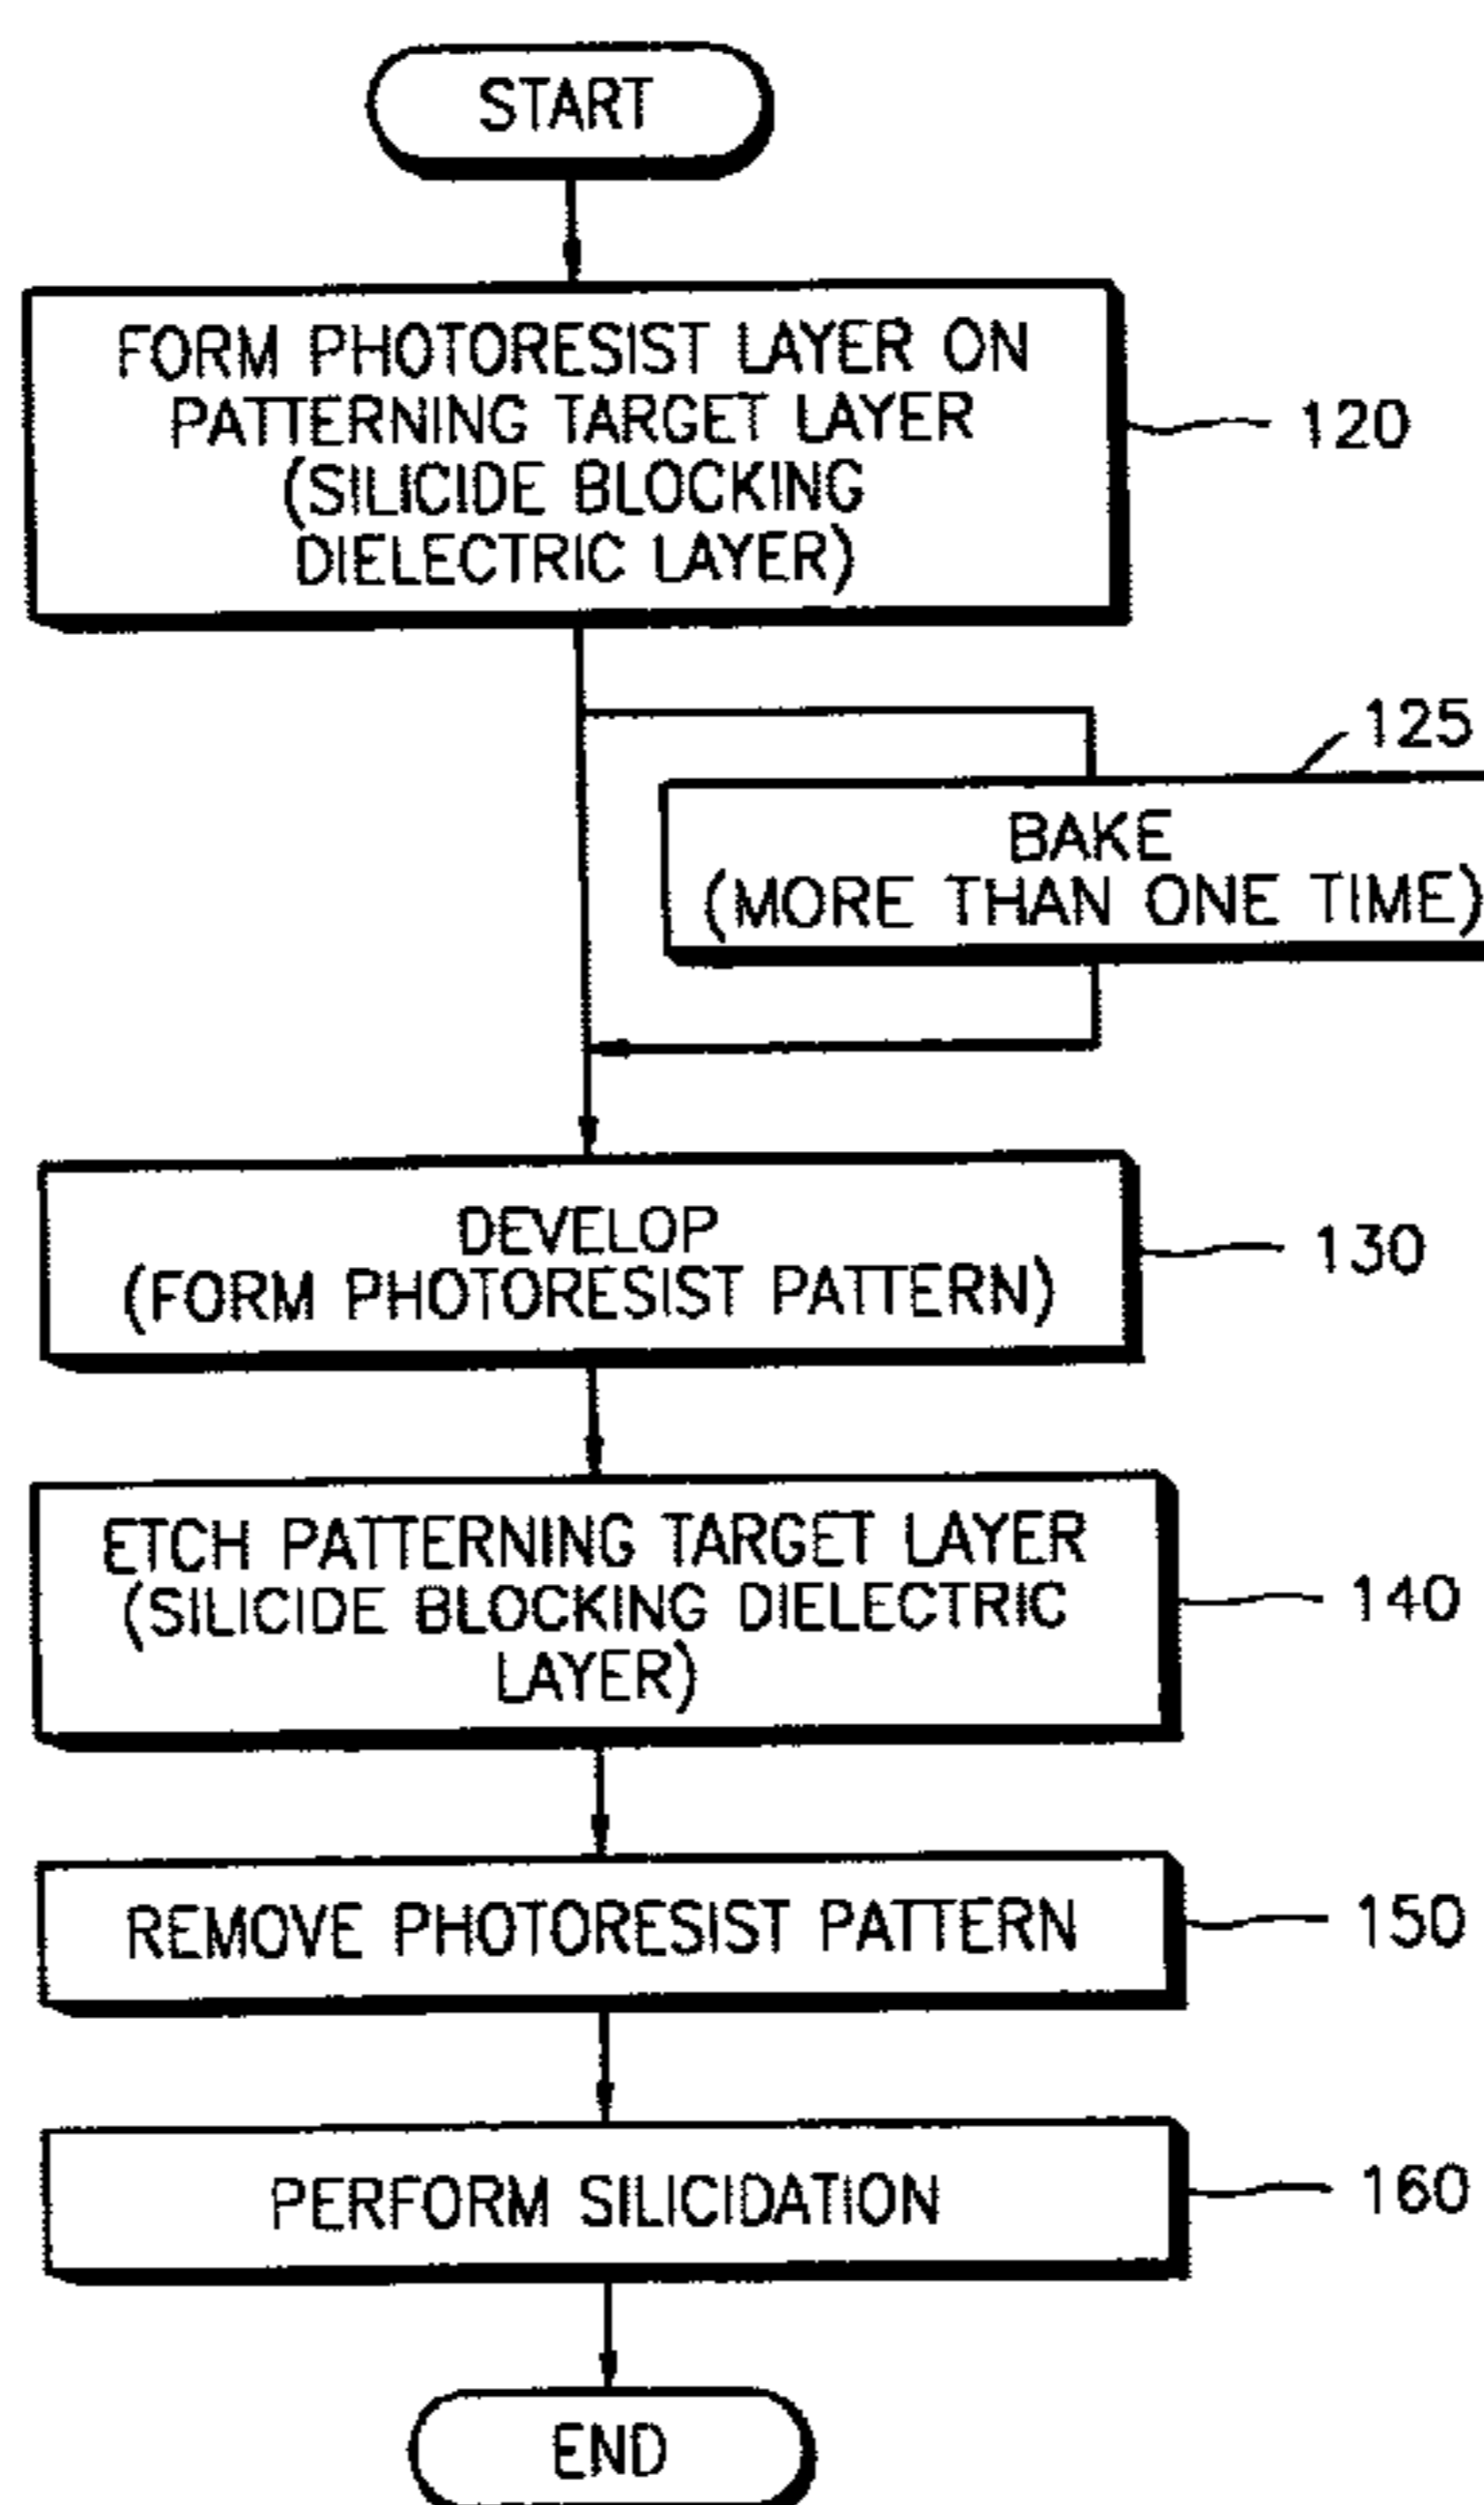 START
FORM PHOTORESIST LAYER ON
PATTERNING TARGET LAYER
(SILICIDE BLOCKING
DIELECTRIC LAYER)
120
125
BAKE
(MORE THAN ONE TIME)
DEVELOP
(FORM PHOTORESIST PATTERN)
130
ETCH PATTERNING TARGET LAYER
(SILICIDE BLOCKING DIELECTRIC
LAYER)
140
REMOVE PHOTORESIST PATTERN
150
PERFORM SILICIDATION
160
END